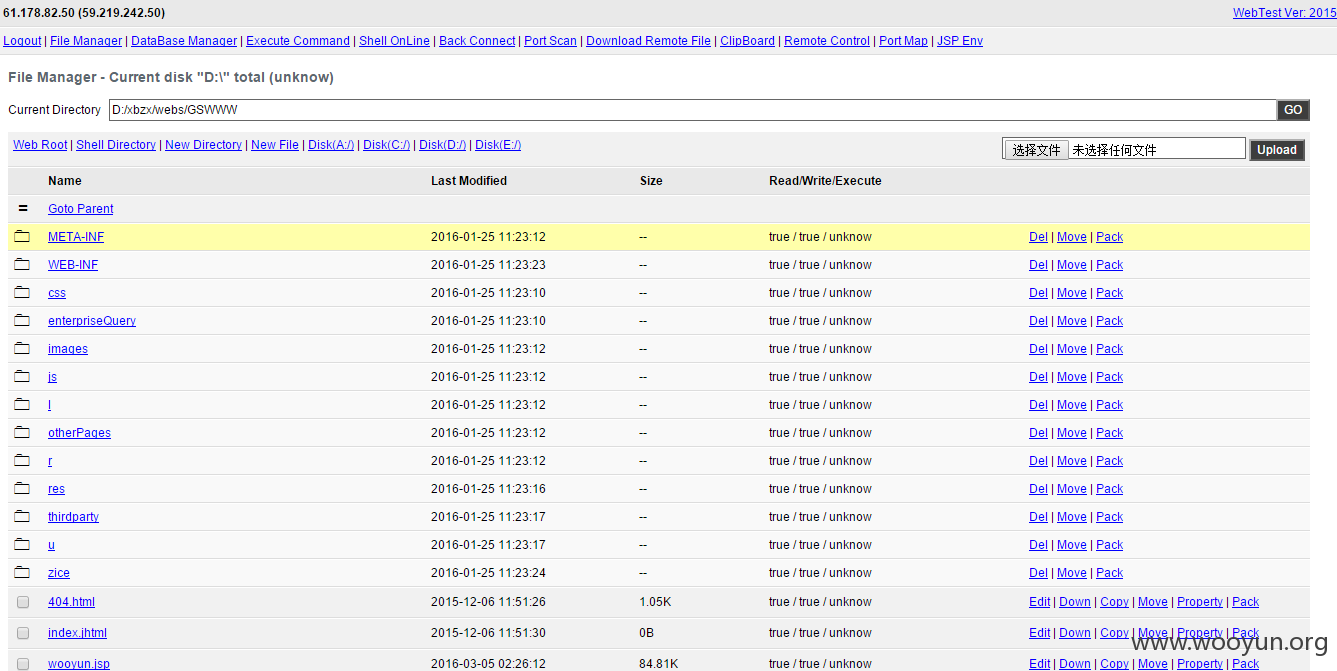 61.178.82.50 (59.219.242.50) WebTest Ver: 2015
Logout | File Manager | DataBase Manager | Execute Command | Shell OnLine | Back Connect | Port Scan | Download Remote File | ClipBoard | Remote Control | Port Map | JSP Env
File Manager - Current disk "D:\" total (unknow)
Current Directory D:/xbzx/webs/GSWWW GO
Web Root | Shell Directory | New Directory | New File | Disk(A:/) | Disk(C:/) | Disk(D:/) | Disk(E:/) 选择文件 未选择任何文件 Upload
Name Last Modified Size Read/Write/Execute
= Goto Parent
META-INF 2016-01-25 11:23:12 -- true / true / unknow Del | Move | Pack
WEB-INF 2016-01-25 11:23:23 -- true / true / unknow Del | Move | Pack
css 2016-01-25 11:23:10 -- true / true / unknow Del | Move | Pack
enterpriseQuery 2016-01-25 11:23:10 -- true / true / unknow Del | Move | Pack
images 2016-01-25 11:23:12 -- true / true / unknow Del | Move | Pack
js 2016-01-25 11:23:12 -- true / true / unknow Del | Move | Pack
l 2016-01-25 11:23:12 -- true / true / unknow Del | Move | Pack
otherPages 2016-01-25 11:23:12 -- true / true / unknow Del | Move | Pack
r 2016-01-25 11:23:12 -- true / true / unknow Del | Move | Pack
res 2016-01-25 11:23:16 -- true / true / unknow Del | Move | Pack
thirdparty 2016-01-25 11:23:17 -- true / true / unknow Del | Move | Pack
u 2016-01-25 11:23:17 -- true / true / unknow Del | Move | Pack
zice 2016-01-25 11:23:24 -- true / true / unknow Del | Move | Pack
404.html 2015-12-06 11:51:26 1.05K true / true / unknow Edit | Down | Copy | Move | Property | Pack
index.jhtml 2015-12-06 11:51:30 0B true / true / unknow Edit | Down | Copy | Move | Property | Pack
www.wooyun.org
wooyun.jsp 2016-03-05 02:26:12 84.81K true / true / unknow Edit | Down | Copy | Move | Property | Pack